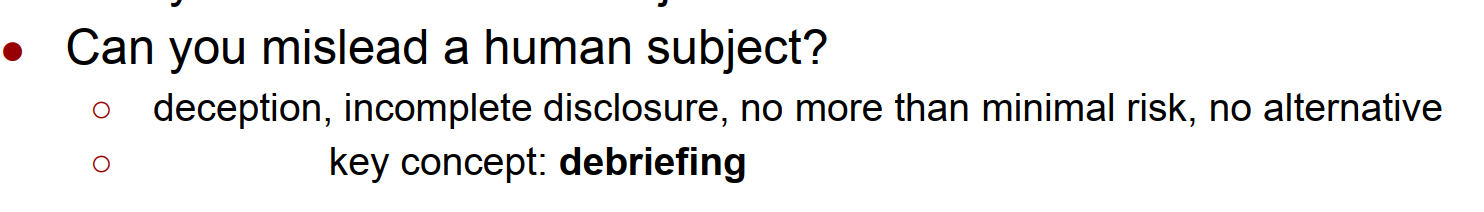 Can you mislead a human subject?
deception, incomplete disclosure, no more than minimal risk, no alternative
key concept: debriefing